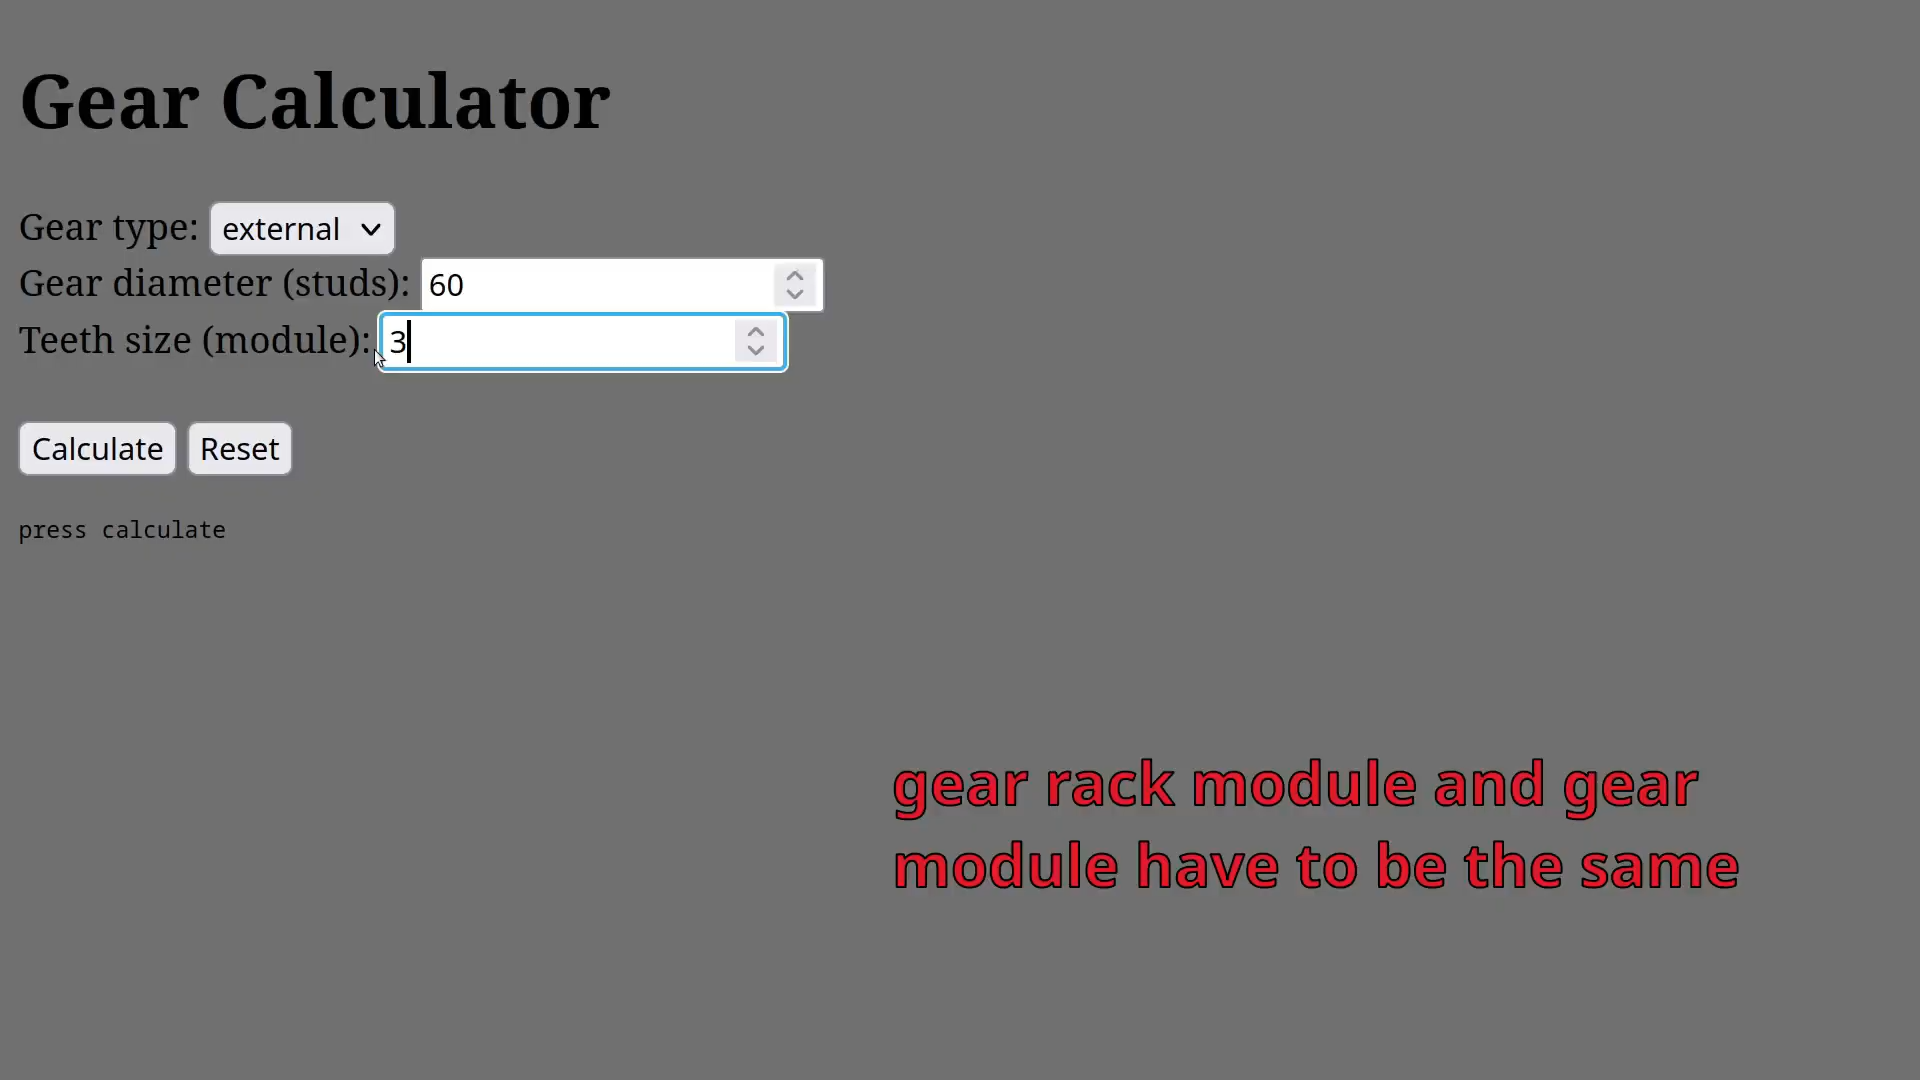 Gear Calculator
Gear type: external
Gear diameter (studs): 60
Teeth size (module): 3
Calculate Reset
press calculate
gear rack module and gear
module have to be the same